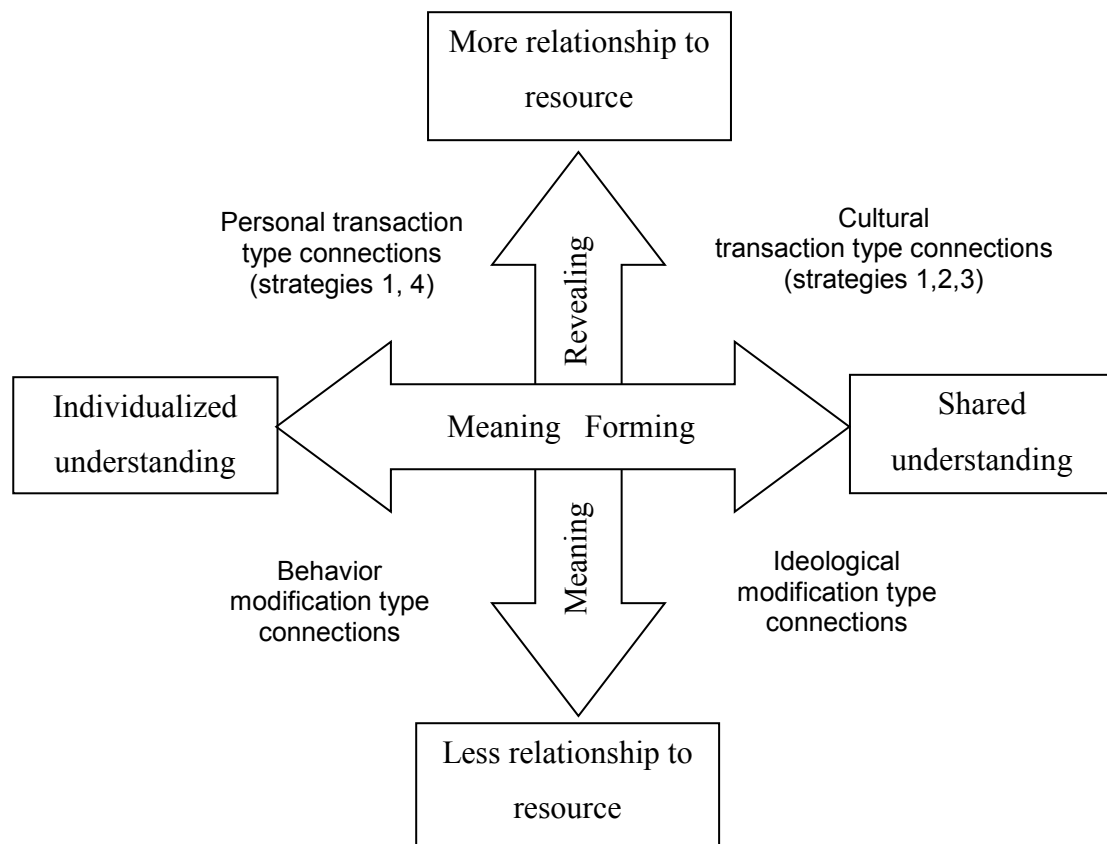 More relationship to
resource
Personal transaction
type connections
(strategies 1, 4)
Cultural
transaction type connections
(strategies 1,2,3)
Revealing
Individualized
understanding
Meaning Forming
Shared
understanding
Meaning
Behavior
modification type
connections
Ideological
modification type
connections
Less relationship to
resource